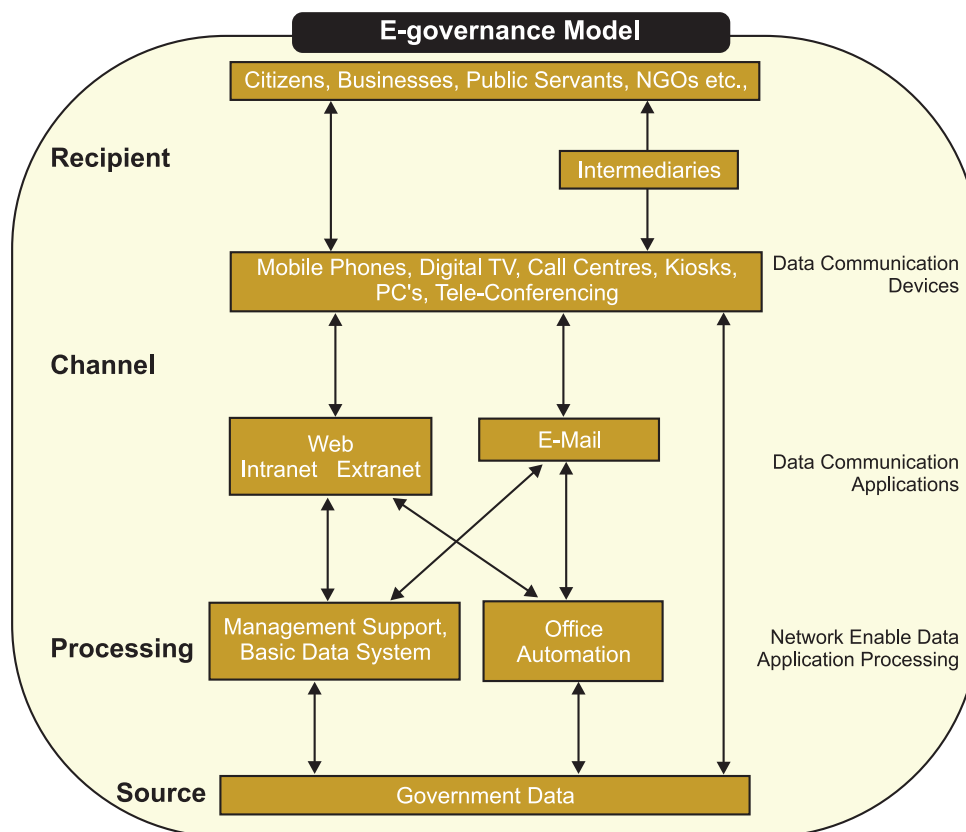 E-governance Model
Citizens, Businesses, Public Servants, NGOs etc.,
Recipient
Intermediaries
Mobile Phones, Digital TV, Call Centres, Kiosks,
PC's, Tele-Conferencing
Data Communication
Devices
Channel
Web
Intranet Extranet
E-Mail
Data Communication
Applications
Processing
Management Support,
Basic Data System
Office
Automation
Network Enable Data
Application Processing
Source
Government Data